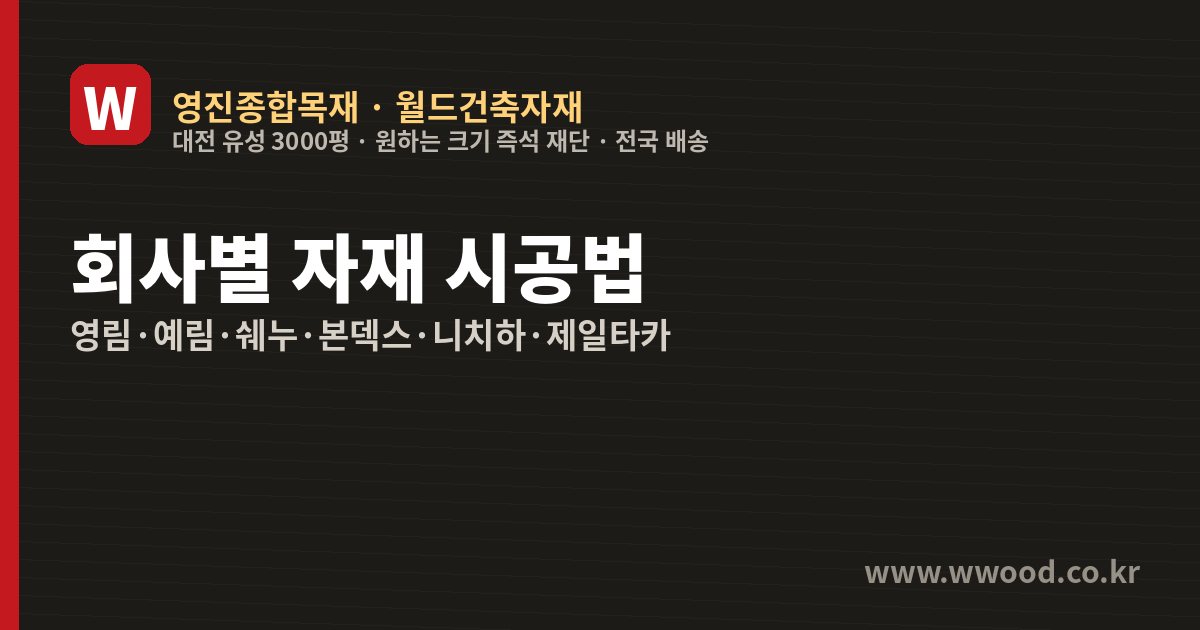 W
영진종합목재 · 월드건축자재
대전 유성 3000평 · 원하는 크기 즉석 재단 · 전국 배송
회사별 자재 시공법
영림·예림·쉐누·본덱스·니치하·제일타카
www.wwood.co.kr